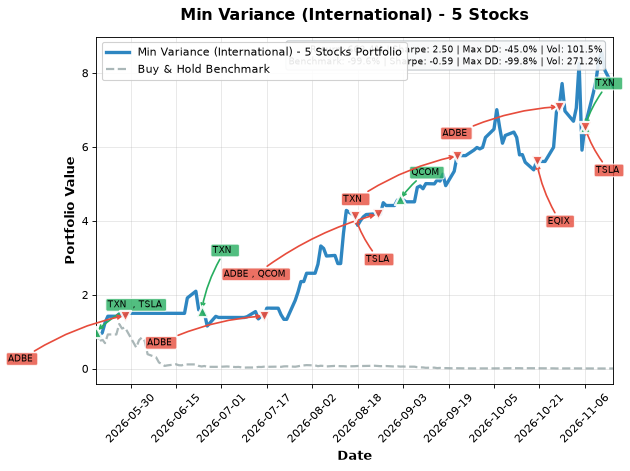 Min Variance (International) - 5 Stocks
Min Variance (International) - 5 Stocks Portfolio
Buy & Hold Benchmark
Sharpe: 2.50 | Max DD: -45.0% | Vol: 101.5%
Benchmark: -99.6% | Sharpe: -0.59 | Max DD: -99.8% | Vol: 271.2%
Portfolio Value
8
6
4
2
0
TXN
ADBE
TSLA
QCOM
TXN
EQIX
TXN
TSLA
ADBE , QCOM
TXN , TSLA
ADBE
ADBE
2026-05-30
2026-06-15
2026-07-01
2026-07-17
2026-08-02
2026-08-18
2026-09-03
2026-09-19
2026-10-05
2026-10-21
2026-11-06
Date